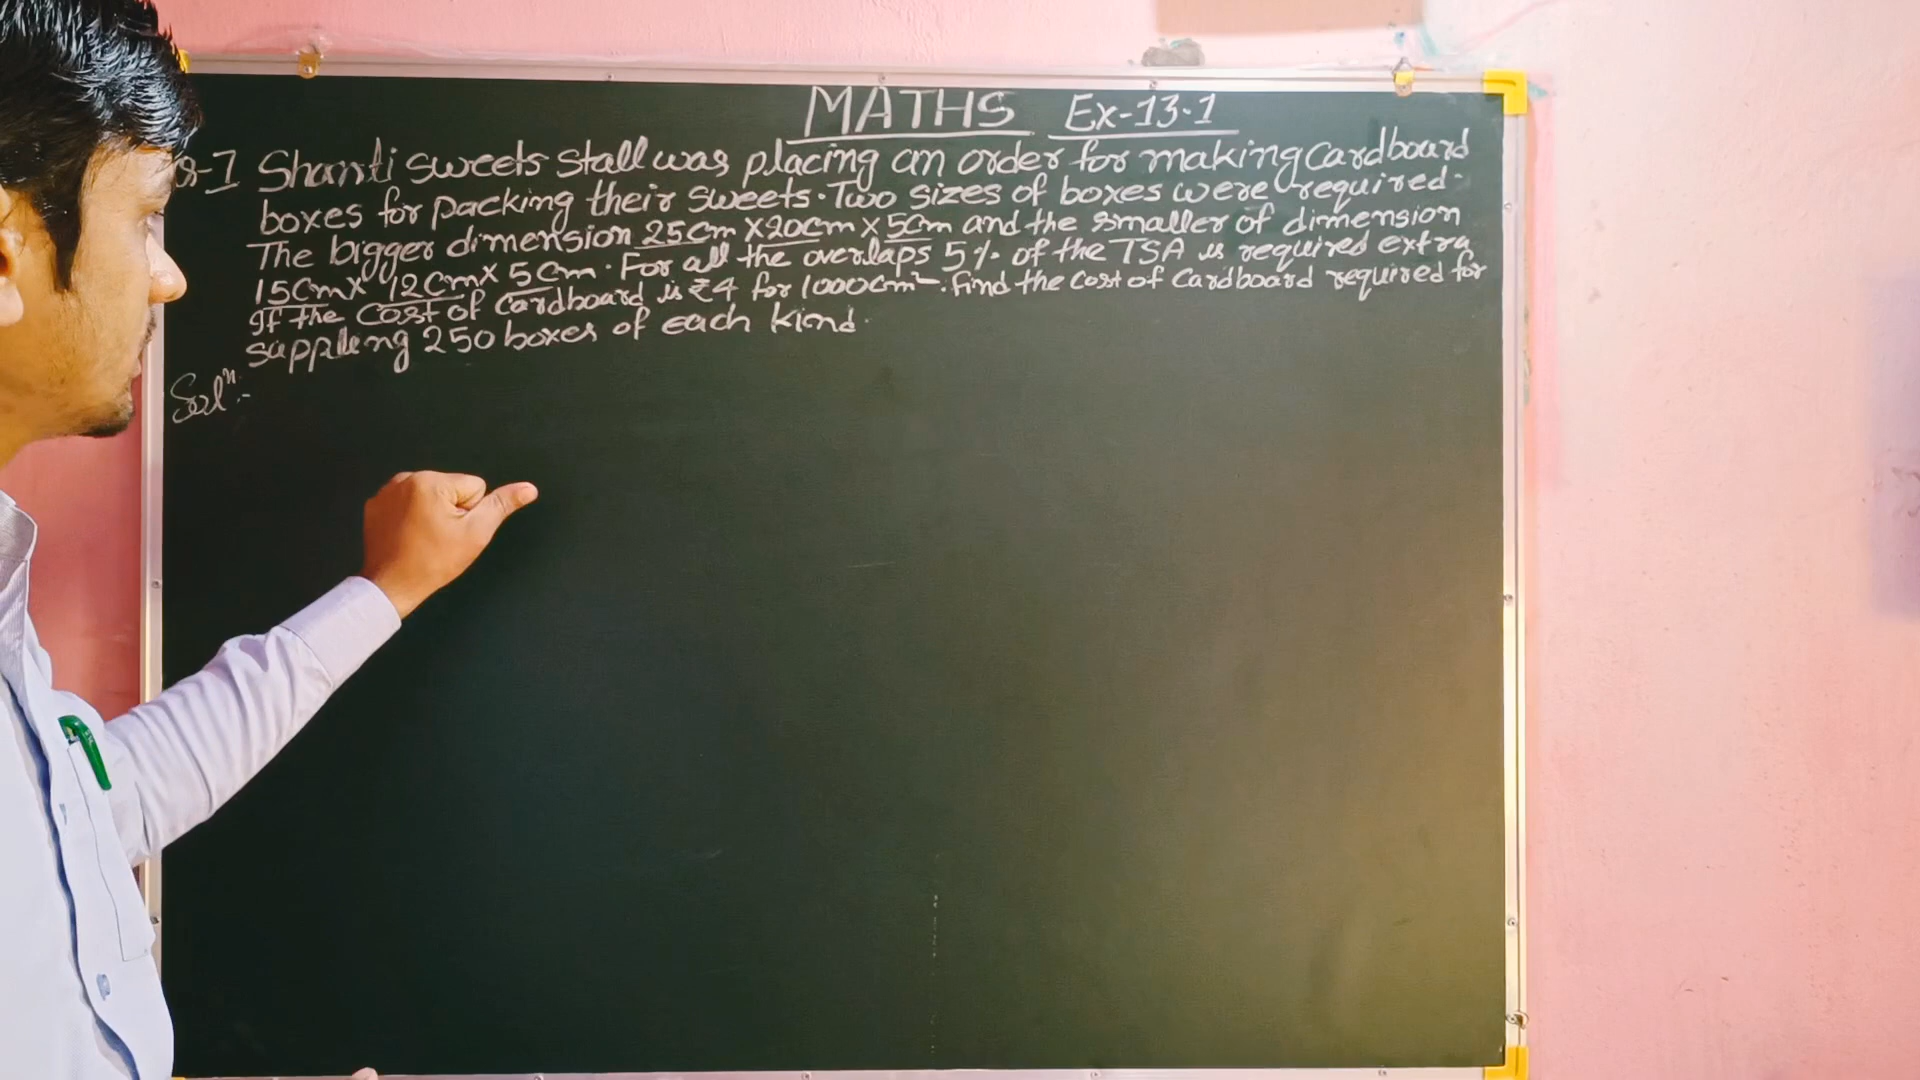 MATHS Ex-13.1
Q-7 Shanti sweets stall was placing an order for making cardboard
boxes for packing their sweets. Two sizes of boxes were required.
The bigger dimension 25cm x 20cm x 5cm and the smaller of dimension
15cm x 12cm x 5cm. For all the overlaps 5% of the TSA is required extra
If the cost of cardboard is ₹4 for 1000cm². Find the cost of cardboard required for
suppleng 250 boxes of each kind.
Solⁿ:-